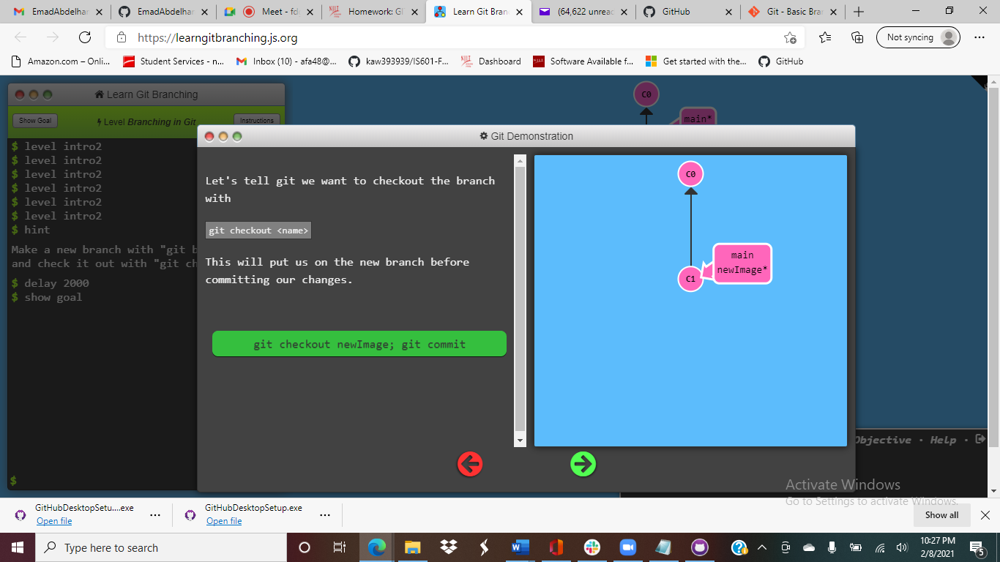 EmadAbdelhar
EmadAbdelhar
Meet - fd
Homework: G
Learn Git Bran
(64,622 unread
GitHub
Git - Basic Bra
https://learngitbranching.js.org
Not syncing
Amazon.com – Onli...
Student Services - n...
Inbox (10) - afa48@...
kaw393939/IS601-F...
Dashboard
Software Available f...
Get started with the...
GitHub
Learn Git Branching
Show Goal
Level Branching in Git
Instructions
$ level intro2
$ level intro2
$ level intro2
$ level intro2
$ level intro2
$ level intro2
$ hint
Make a new branch with "git b
and check it out with "git ch
$ delay 2000
$ show goal
$
C0
main*
Git Demonstration
Let's tell git we want to checkout the branch
with
git checkout <name>
This will put us on the new branch before
committing our changes.
git checkout newImage; git commit
C0
main
newImage*
C1
Objective · Help ·
Activate Windows
Go to Settings to activate Windows.
GitHubDesktopSetu....exe
Open file
GitHubDesktopSetup.exe
Open file
Show all
Type here to search
10:27 PM
2/8/2021
5